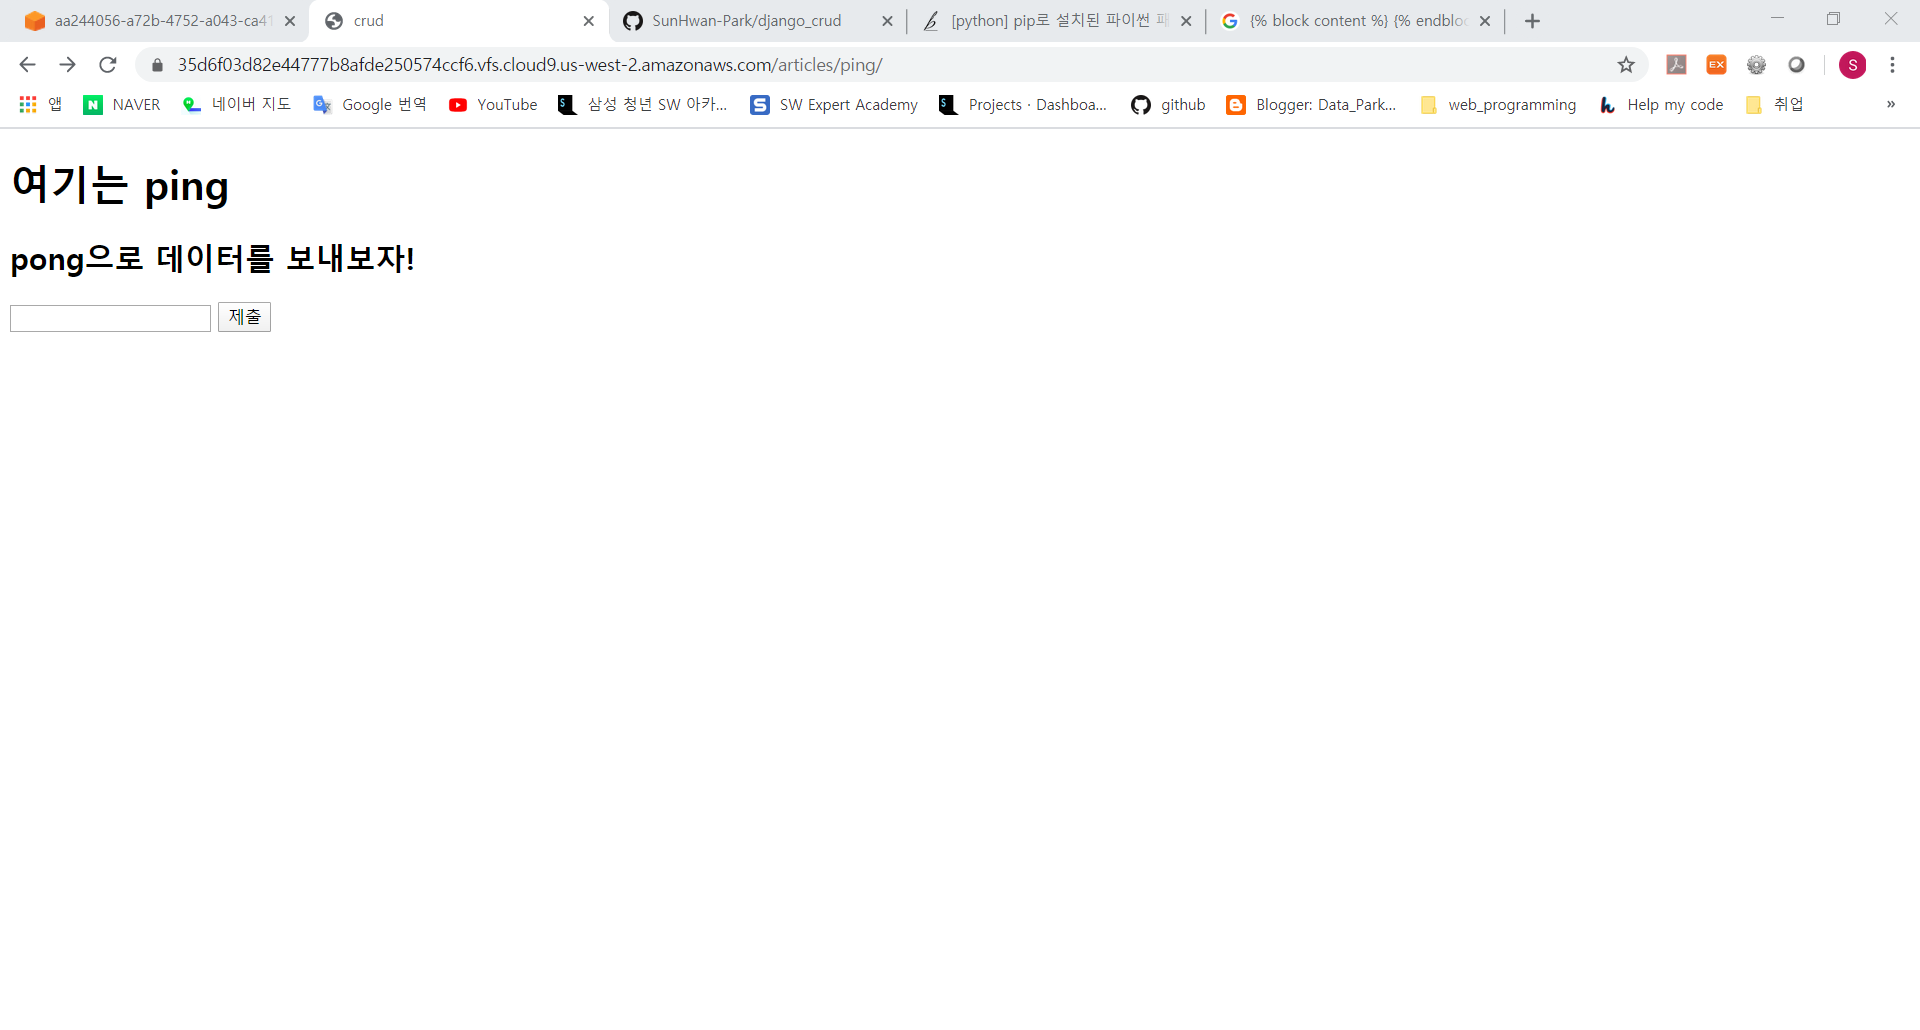 aa244056-a72b-4752-a043-ca41
crud
SunHwan-Park/django_crud
[python] pip로 설치된 파이썬 패
{% block content %} {% endbloc
35d6f03d82e44777b8afde250574ccf6.vfs.cloud9.us-west-2.amazonaws.com/articles/ping/
EX
S
앱
N NAVER
네이버 지도
Google 번역
YouTube
S 삼성 청년 SW 아카...
S SW Expert Academy
S Projects · Dashboa...
github
Blogger: Data_Park...
web_programming
h Help my code
취업
»
여기는 ping
pong으로 데이터를 보내보자!
제출